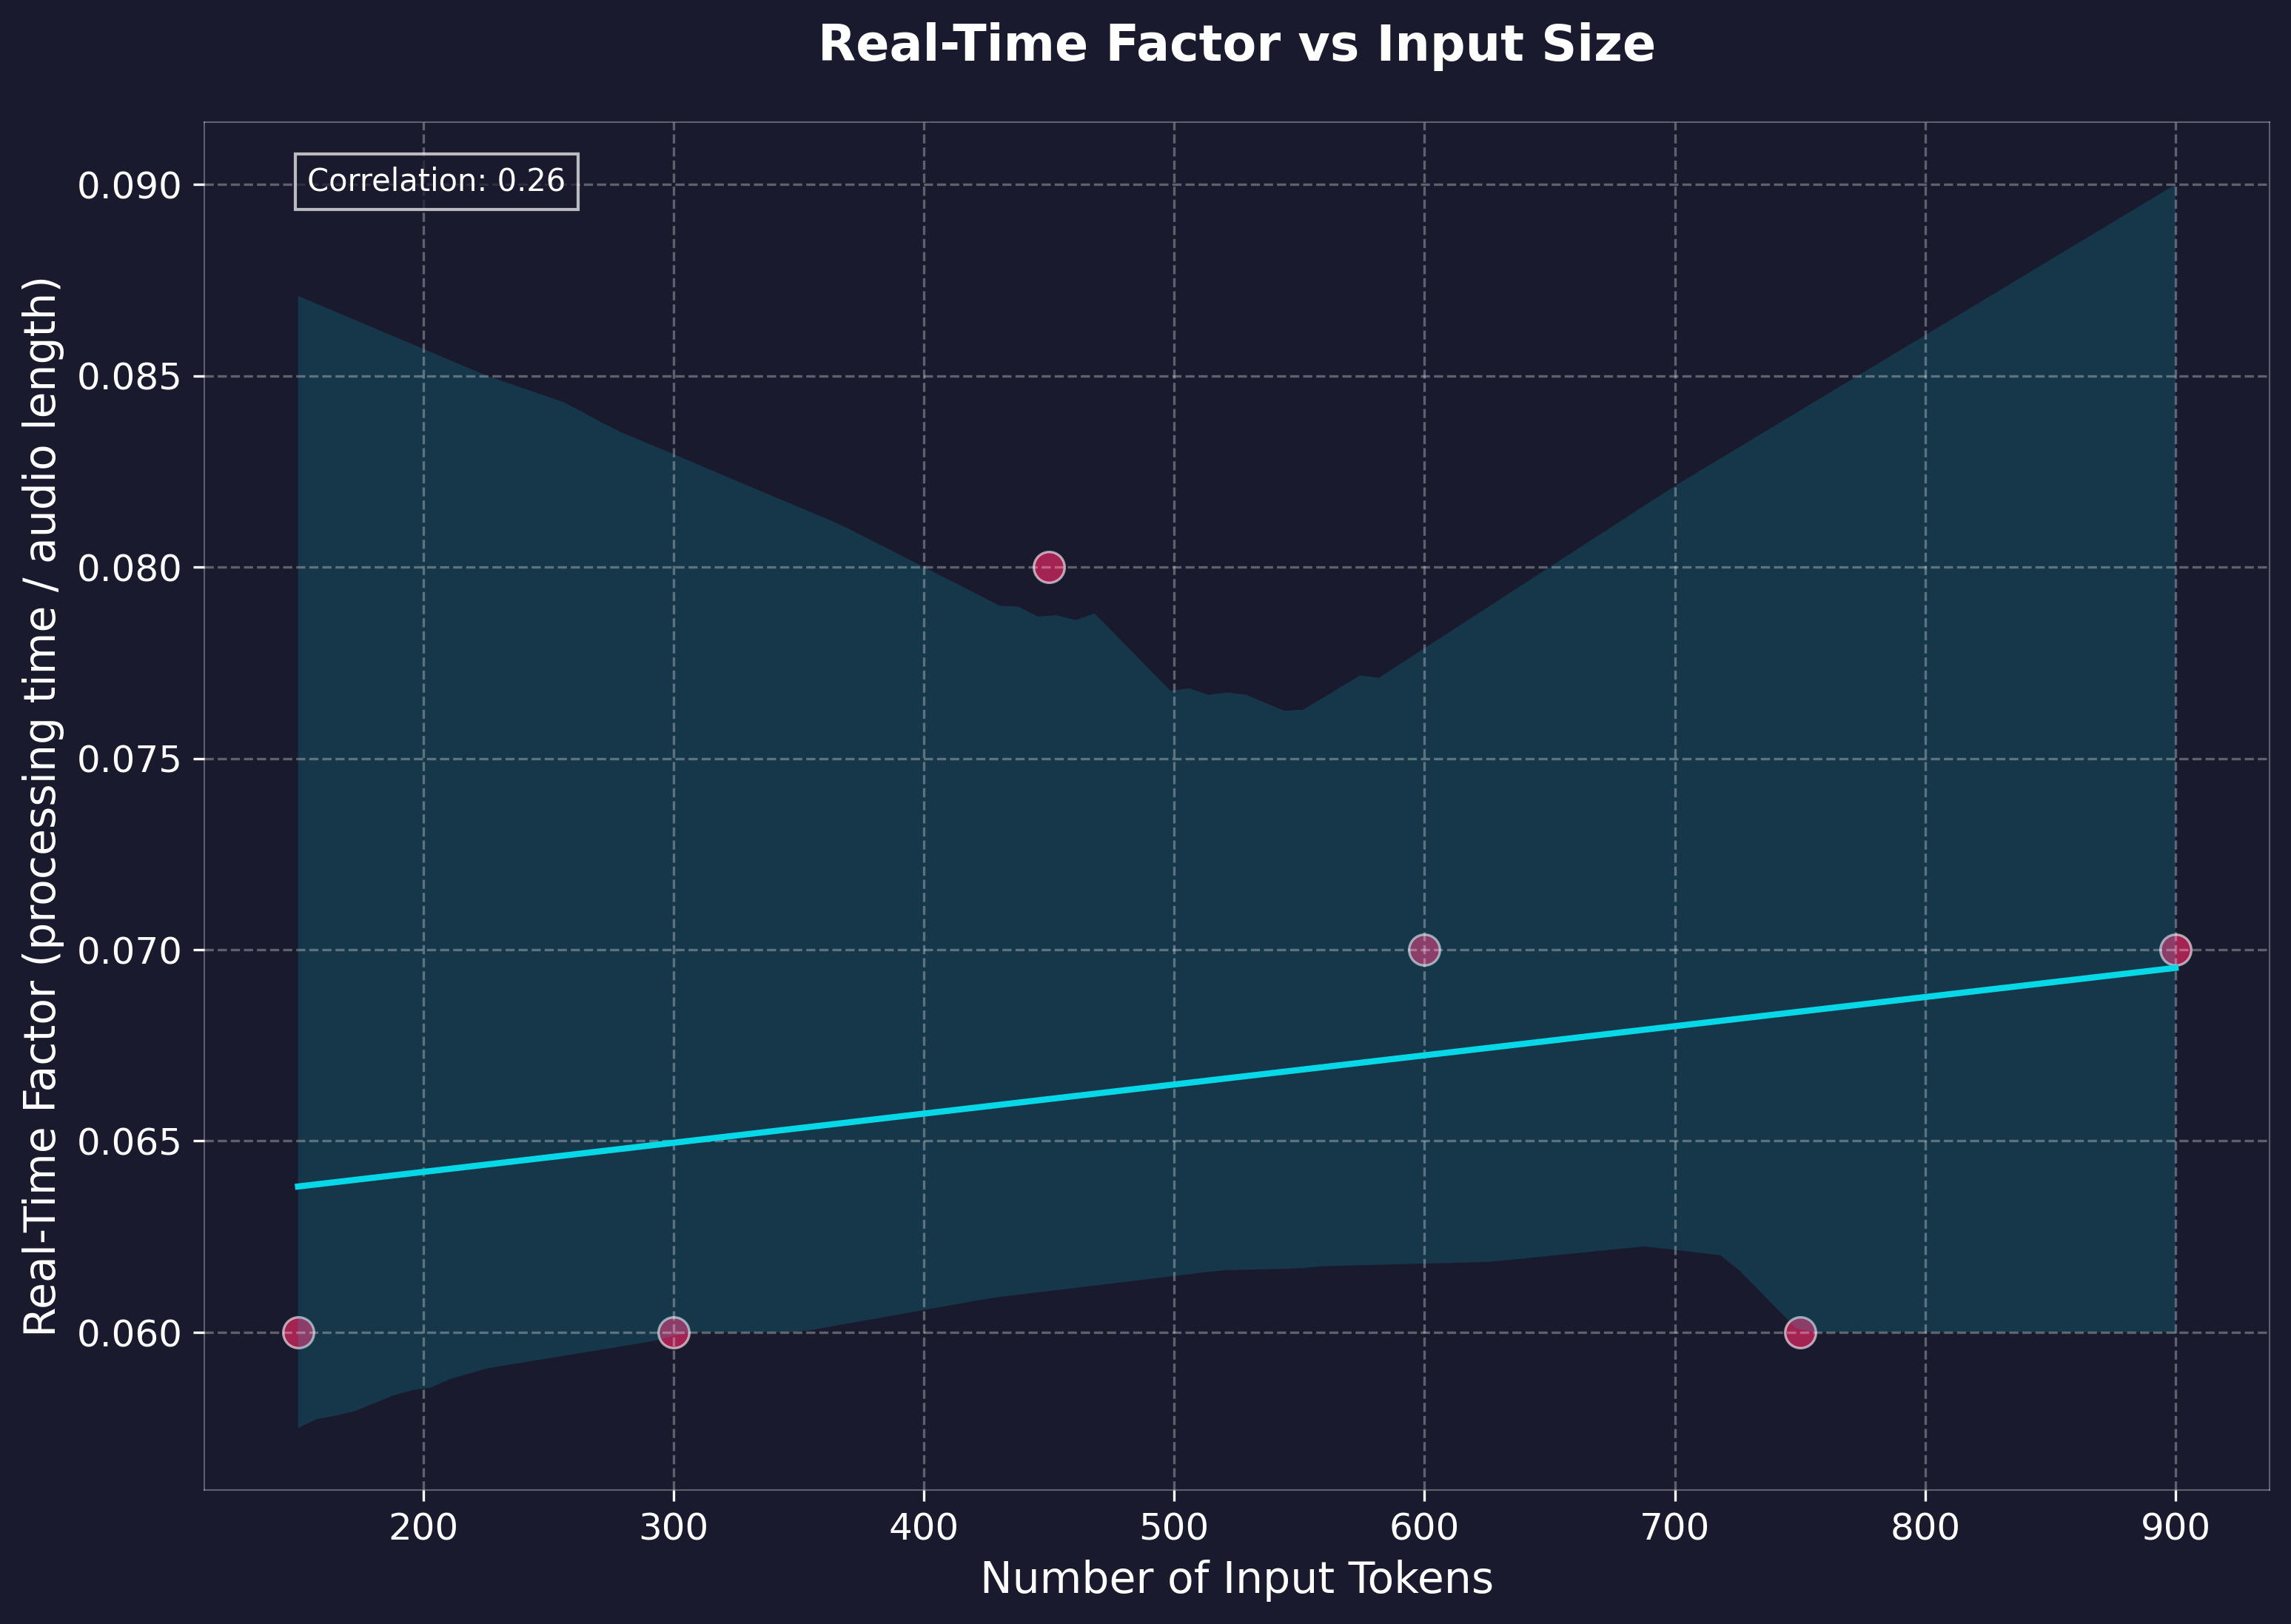 Real-Time Factor vs Input Size
Correlation: 0.26
Real-Time Factor (processing time / audio length)
0.090
0.085
0.080
0.075
0.070
0.065
0.060
200 300 400 500 600 700 800 900
Number of Input Tokens